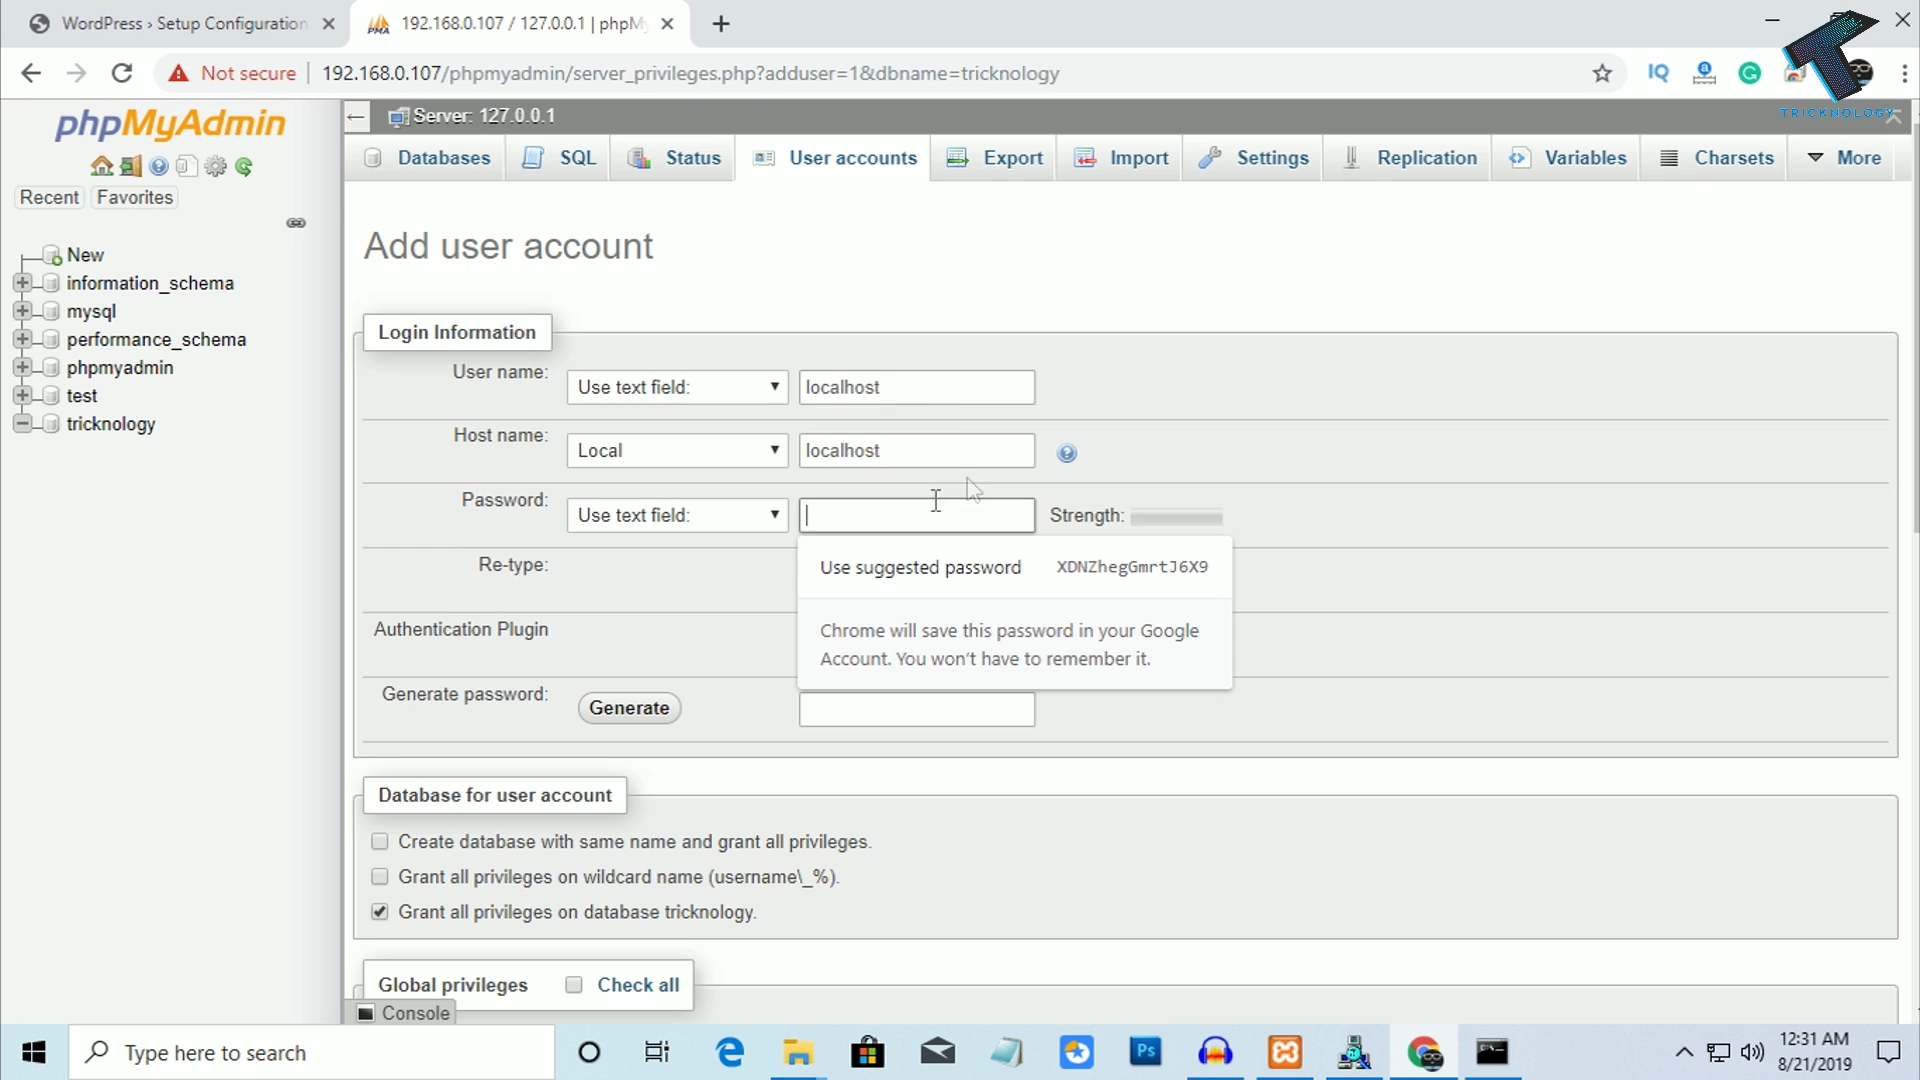 WordPress › Setup Configuration
192.168.0.107 / 127.0.0.1 | phpMy
Not secure
192.168.0.107/phpmyadmin/server_privileges.php?adduser=1&dbname=tricknology
IQ
TRICKNOLOGY
phpMyAdmin
Recent
Favorites
New
information_schema
mysql
performance_schema
phpmyadmin
test
tricknology
Server: 127.0.0.1
Databases
SQL
Status
User accounts
Export
Import
Settings
Replication
Variables
Charsets
More
Add user account
Login Information
User name:
Use text field:
localhost
Host name:
Local
localhost
Password:
Use text field:
Strength:
Re-type:
Use suggested password
XDNZhegGmrtJ6X9
Chrome will save this password in your Google
Account. You won't have to remember it.
Authentication Plugin
Generate password:
Generate
Database for user account
Create database with same name and grant all privileges.
Grant all privileges on wildcard name (username\_%).
Grant all privileges on database tricknology.
Global privileges
Check all
Console
Type here to search
Ps
12:31 AM
8/21/2019